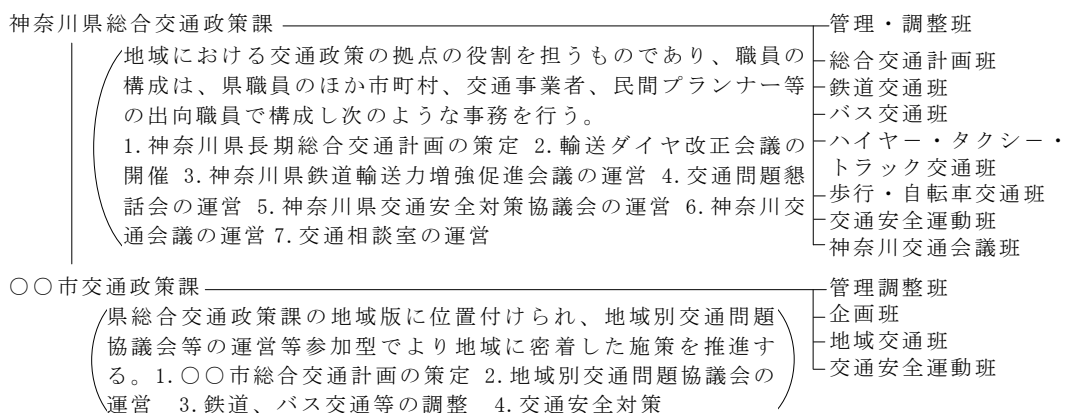 神奈川県総合交通政策課
地域における交通政策の拠点の役割を担うものであり、職員の
構成は、県職員のほか市町村、交通事業者、民間プランナー等
の出向職員で構成し次のような事務を行う。
1.神奈川県長期総合交通計画の策定 2.輸送ダイヤ改正会議の
開催 3.神奈川県鉄道輸送力増強促進会議の運営 4.交通問題懇
話会の運営 5.神奈川県交通安全対策協議会の運営 6.神奈川交
通会議の運営 7.交通相談室の運営
管理・調整班
総合交通計画班
鉄道交通班
バス交通班
ハイヤー・タクシー・
トラック交通班
歩行・自転車交通班
交通安全運動班
神奈川交通会議班
○○市交通政策課
県総合交通政策課の地域版に位置付けられ、地域別交通問題
協議会等の運営等参加型でより地域に密着した施策を推進す
る。1.○○市総合交通計画の策定 2.地域別交通問題協議会の
運営 3.鉄道、バス交通等の調整 4.交通安全対策
管理調整班
企画班
地域交通班
交通安全運動班